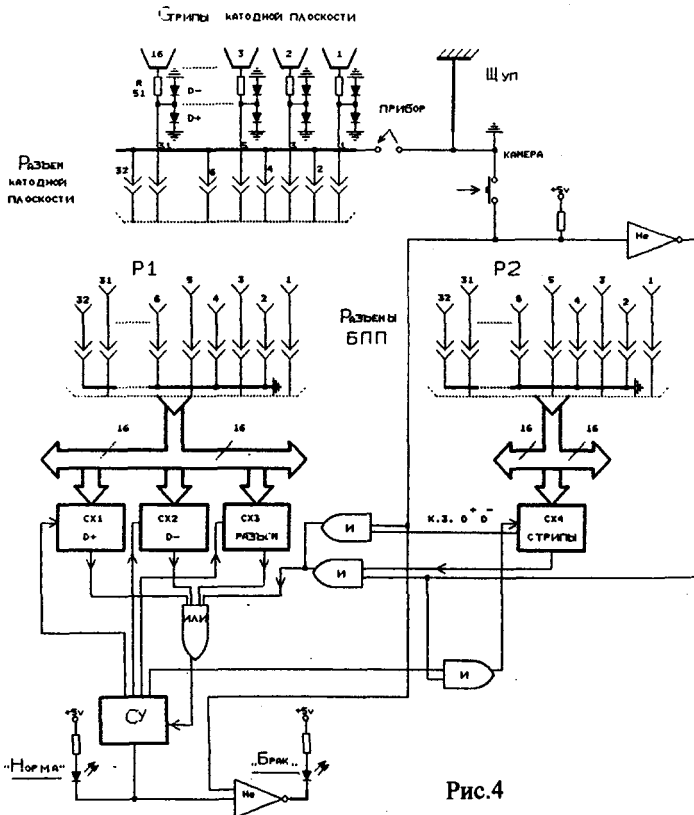 Стрипы катодной плоскости
16 3 2 1
R
51
D-
D+
Щуп
ПРИБОР
КАМЕРА
Разъем
катодной
плоскости
31 5 3 1
32 6 4 2
+5v
Не
P1
P2
31 5 3 1
32 6 4 2
Разъемы
БПП
31 5 3 1
32 6 4 2
16 16
16 16
СХ1
D+
СХ2
D-
СХ3
РАЗЪЕМ
И
К.З. D+ D-
СХ4
СТРИПЫ
И
ИЛИ
И
СУ
+5v
+5v
"Норма"
"Брак"
Не
Рис.4